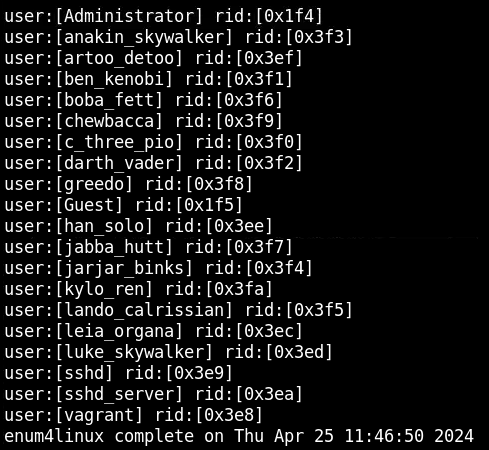 user:[Administrator] rid:[0x1f4]
user:[anakin_skywalker] rid:[0x3f3]
user:[artoo_detoo] rid:[0x3ef]
user:[ben_kenobi] rid:[0x3f1]
user:[boba_fett] rid:[0x3f6]
user:[chewbacca] rid:[0x3f9]
user:[c_three_pio] rid:[0x3f0]
user:[darth_vader] rid:[0x3f2]
user:[greedo] rid:[0x3f8]
user:[Guest] rid:[0x1f5]
user:[han_solo] rid:[0x3ee]
user:[jabba_hutt] rid:[0x3f7]
user:[jarjar_binks] rid:[0x3f4]
user:[kylo_ren] rid:[0x3fa]
user:[lando_calrissian] rid:[0x3f5]
user:[leia_organa] rid:[0x3ec]
user:[luke_skywalker] rid:[0x3ed]
user:[sshd] rid:[0x3e9]
user:[sshd_server] rid:[0x3ea]
user:[vagrant] rid:[0x3e8]
enum4linux complete on Thu Apr 25 11:46:50 2024